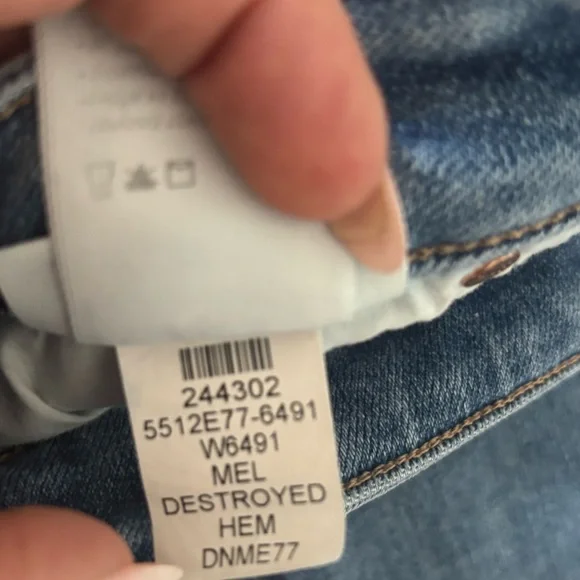 244302
5512E77-6491
W6491
MEL
DESTROYED
HEM
DNME77